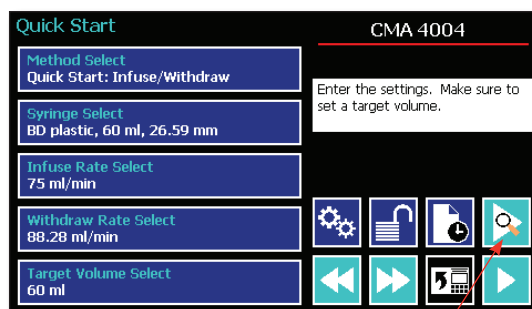 Quick Start
CMA 4004
Method Select
Quick Start: Infuse/Withdraw
Enter the settings. Make sure to
set a target volume.
Syringe Select
BD plastic, 60 ml, 26.59 mm
Infuse Rate Select
75 ml/min
Withdraw Rate Select
88.28 ml/min
Target Volume Select
60 ml